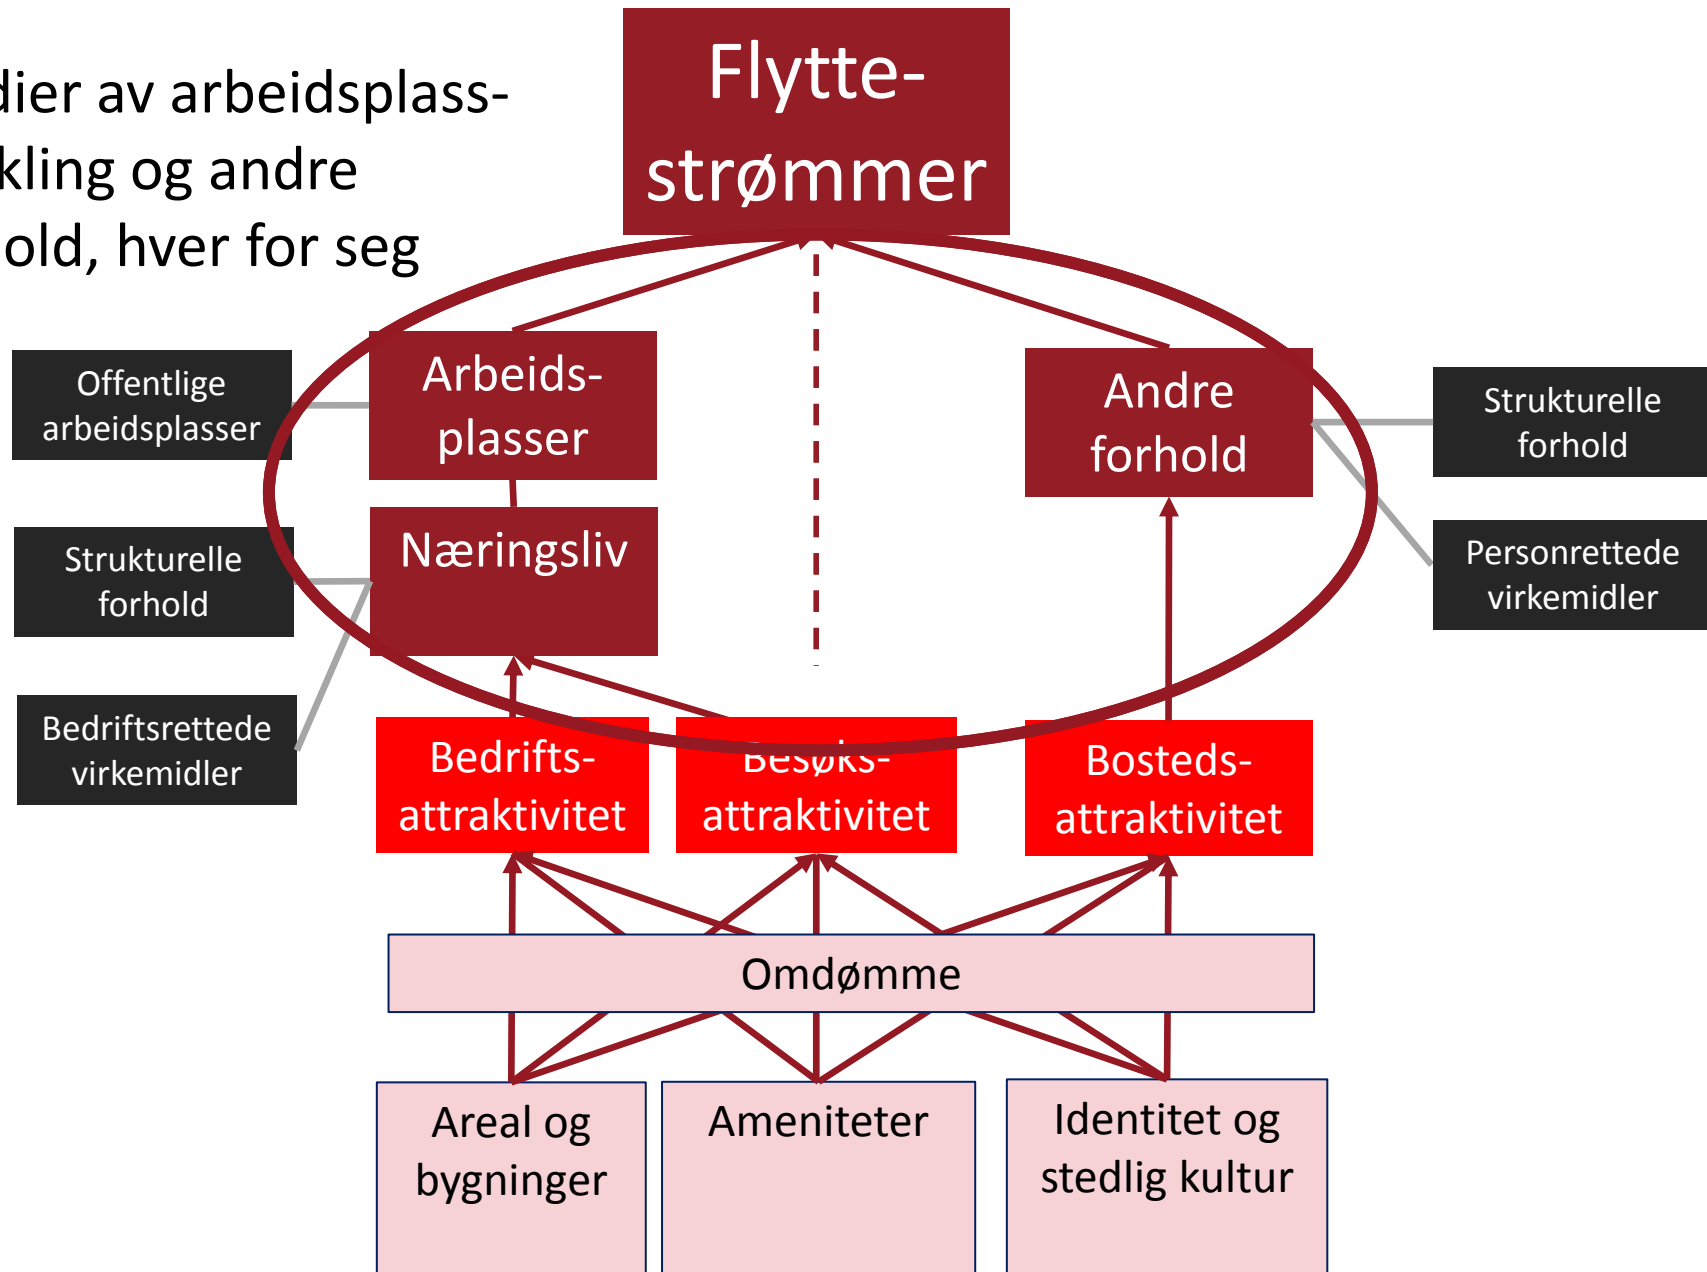 Flytte-
strømmer
dier av arbeidsplass-
kling og andre
old, hver for seg
Offentlige
arbeidsplasser
Arbeids-
plasser
Andre
forhold
Strukturelle
forhold
Strukturelle
forhold
Næringsliv
Personrettede
virkemidler
Bedriftsrettede
virkemidler
Bedrifts-
attraktivitet
Besøks-
attraktivitet
Bosteds-
attraktivitet
Omdømme
Areal og
bygninger
Ameniteter
Identitet og
stedlig kultur